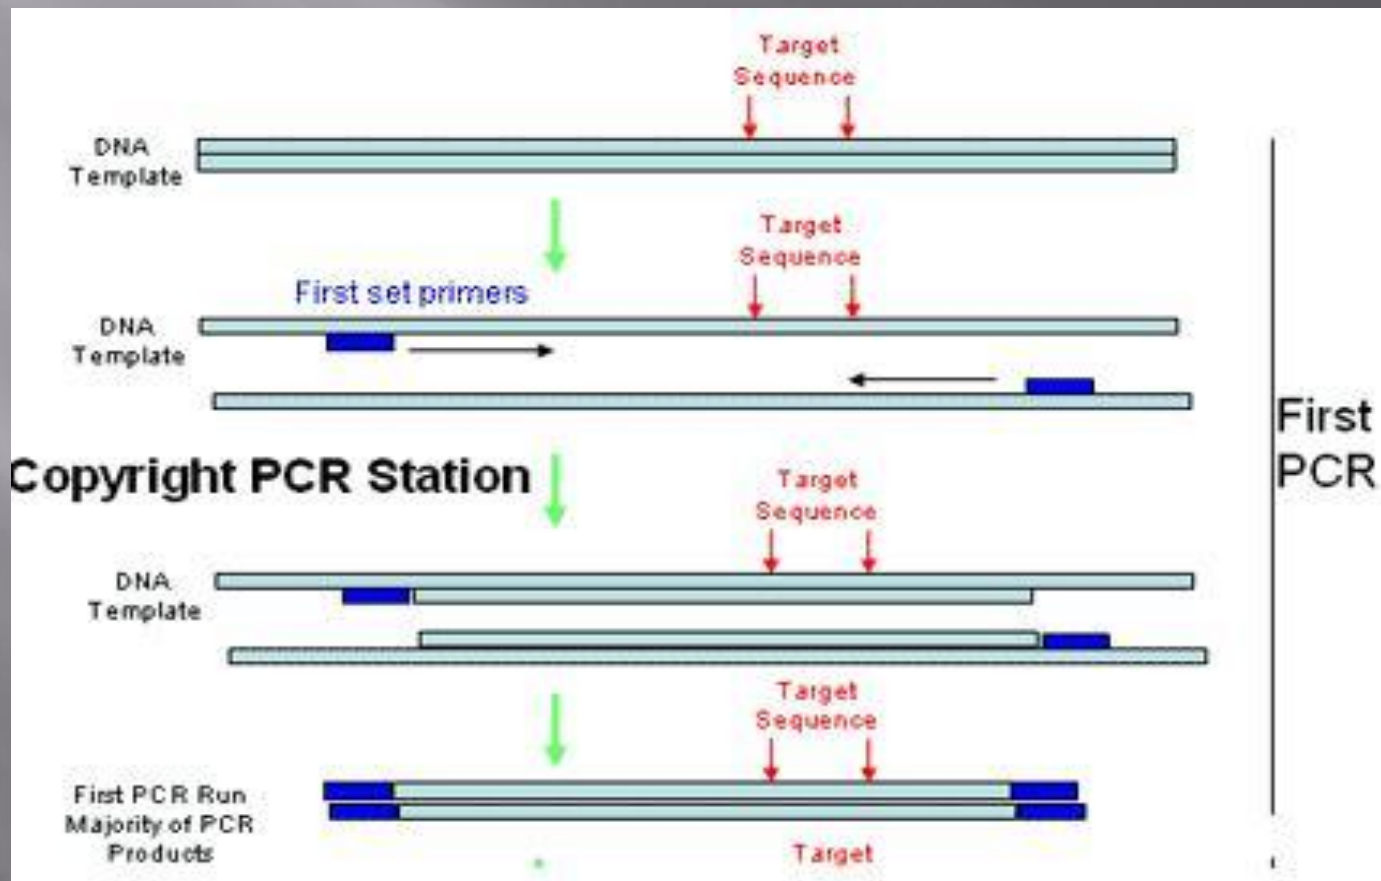 Target
Sequence
DNA
Template
Target
Sequence
First set primers
DNA
Template
First
PCR
Copyright PCR Station
Target
Sequence
DNA
Template
Target
Sequence
First PCR Run
Majority of PCR
Products
Target